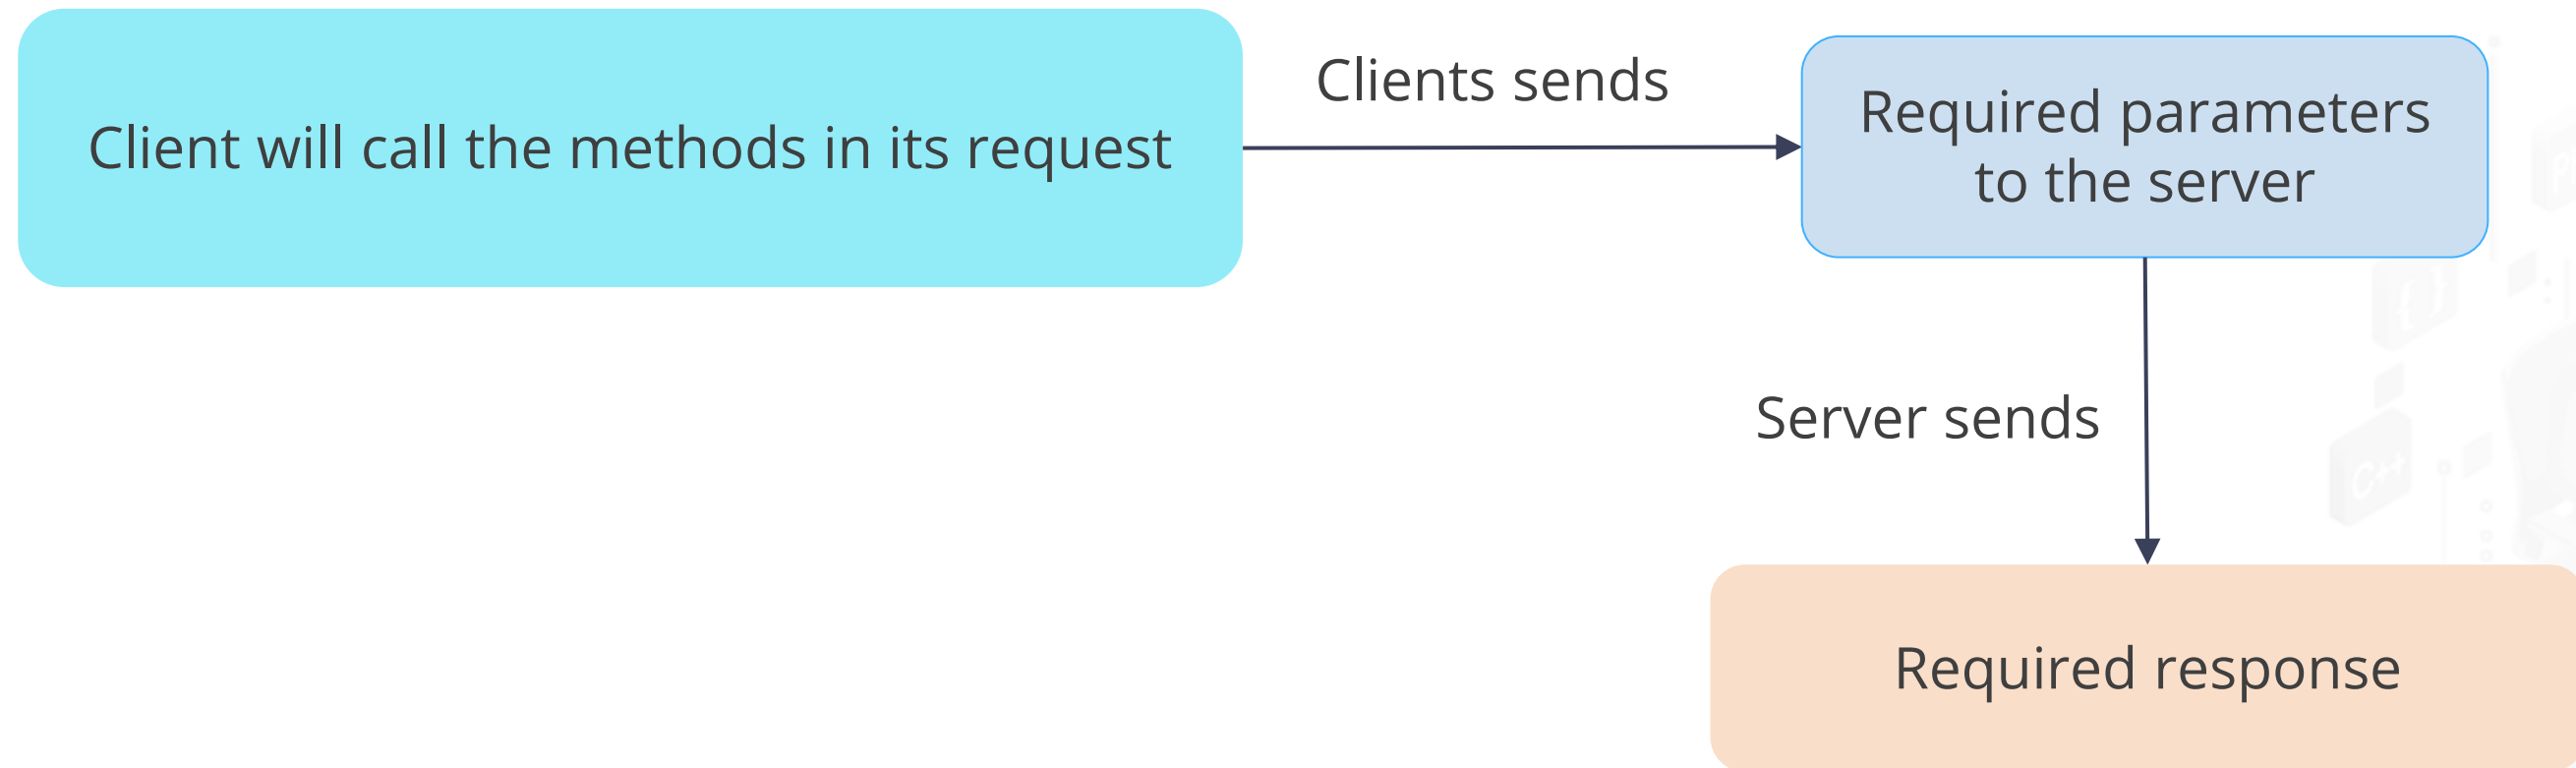 Clients sends
Client will call the methods in its request
Required parameters
to the server
Server sends
C++
Required response